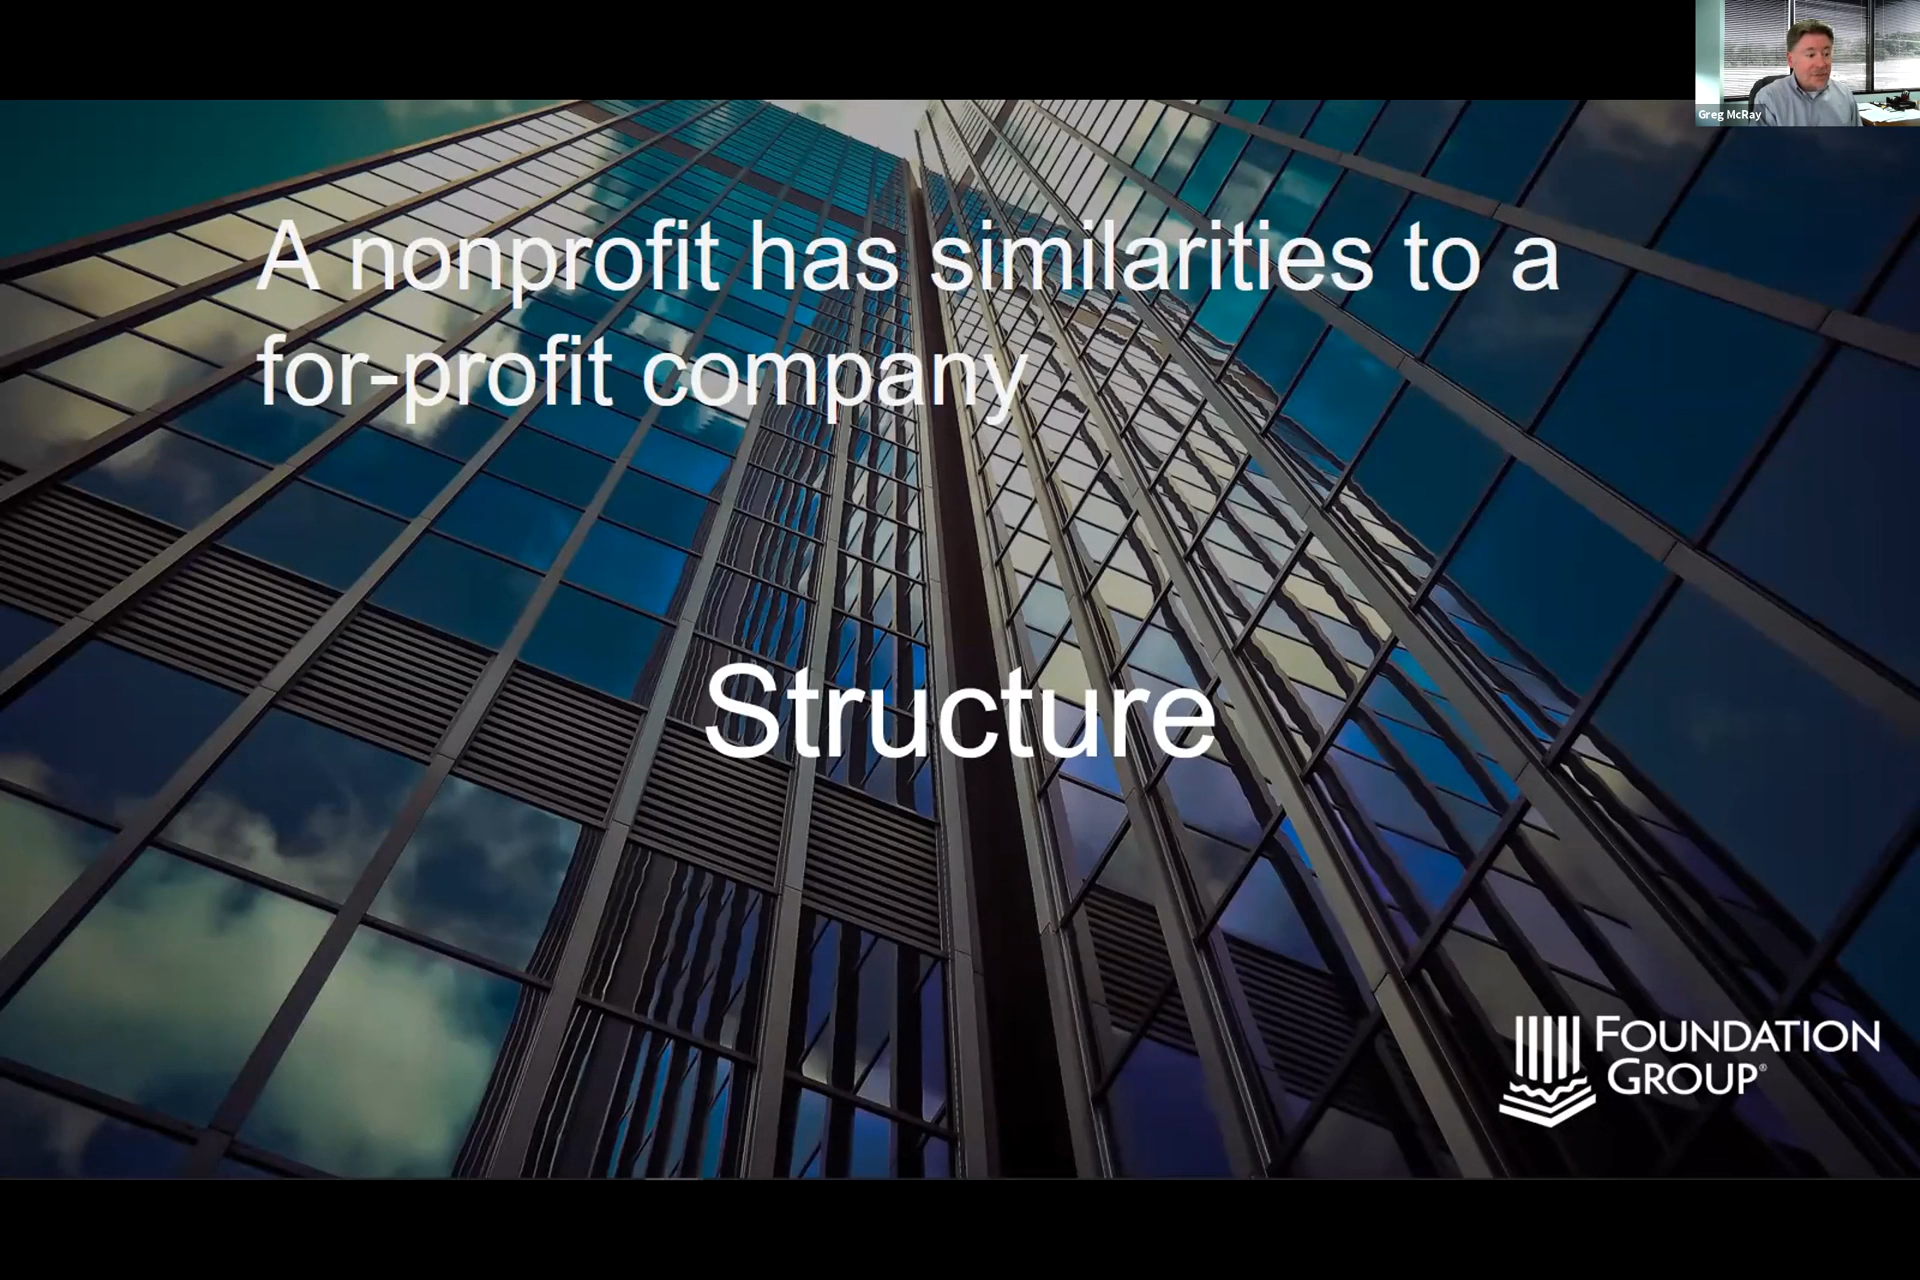 Greg McRay
A nonprofit has similarities to a
for-profit company
Structure
FOUNDATION
GROUP®